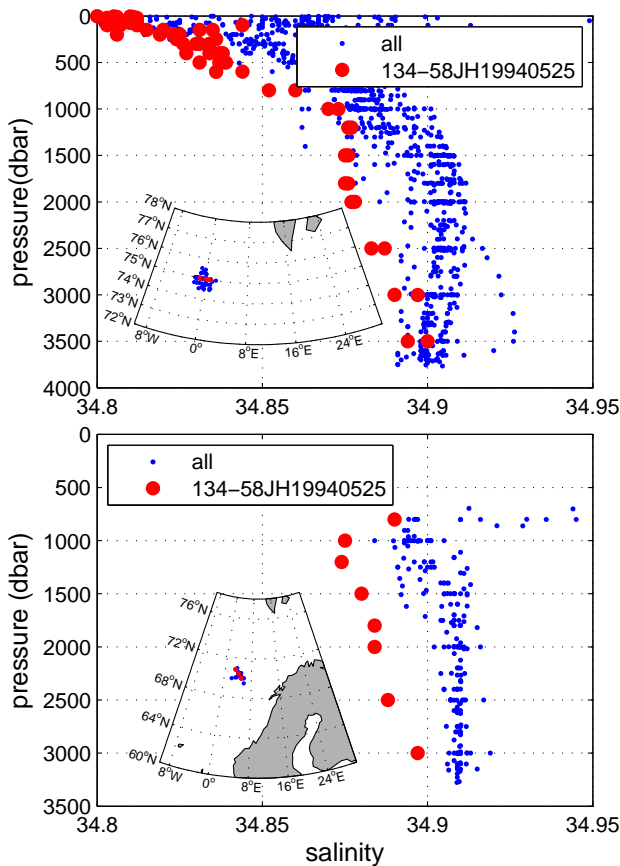 0
500
1000
1500
2000
2500
3000
3500
4000
pressure(dbar)
all
134−58JH19940525
78°N
77°N
76°N
75°N
74°N
73°N
72°N
8°W
0°
8°E
16°E
24°E
34.8
34.85
34.9
34.95
0
500
1000
1500
2000
2500
3000
3500
pressure (dbar)
all
134−58JH19940525
76°N
72°N
68°N
64°N
60°N
8°W
0°
8°E
16°E
24°E
34.8
34.85
34.9
34.95
salinity